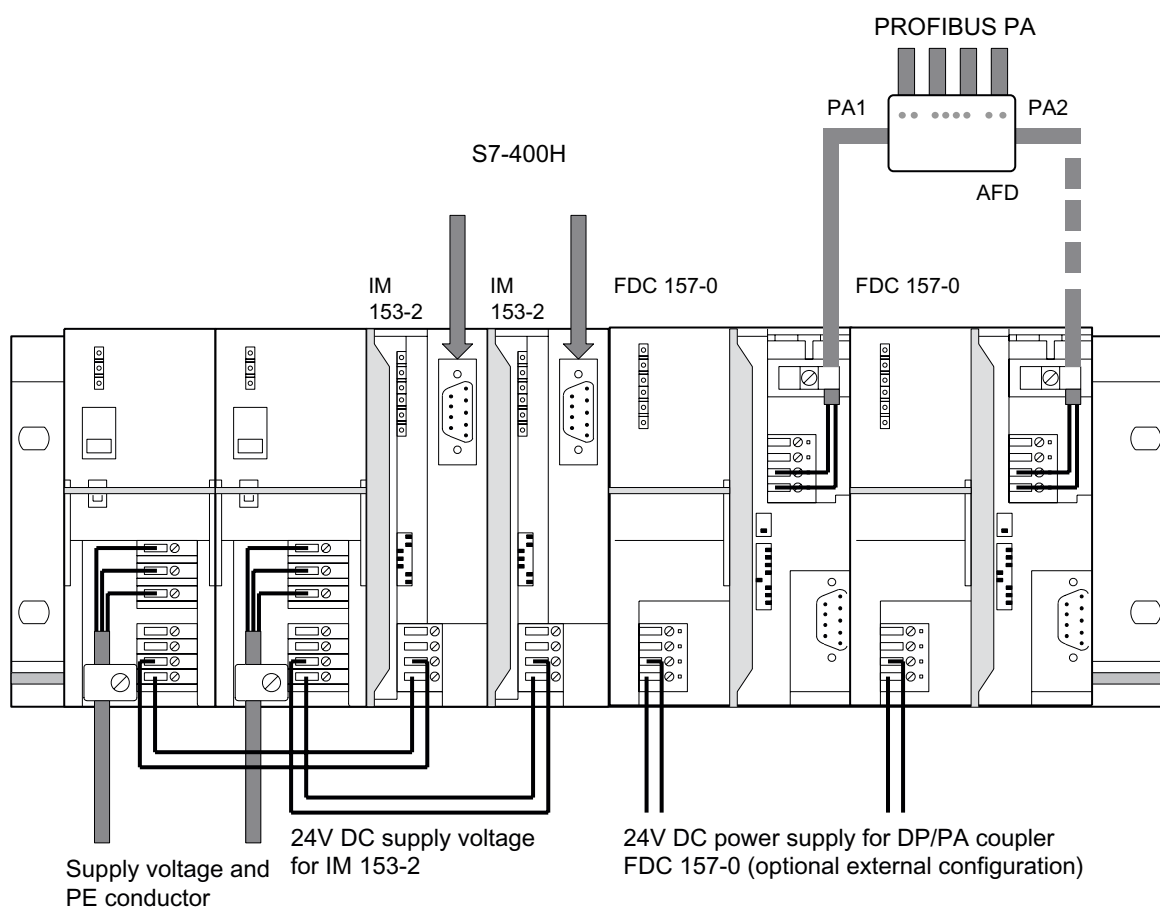 PROFIBUS PA
PA1
PA2
S7-400H
AFD
IM
153-2
IM
153-2
FDC 157-0
FDC 157-0
24V DC supply voltage
for IM 153-2
24V DC power supply for DP/PA coupler
FDC 157-0 (optional external configuration)
Supply voltage and
PE conductor